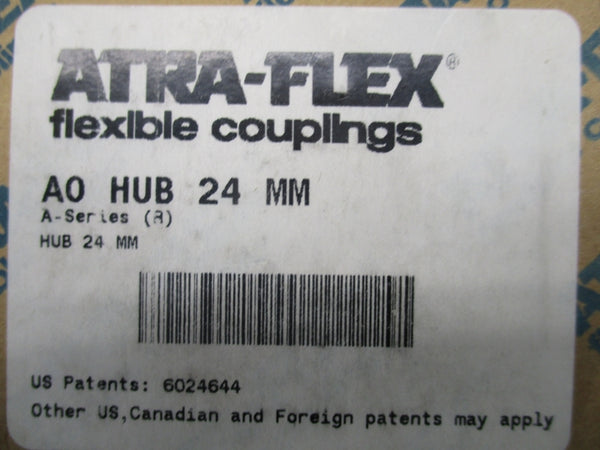 ATRA-FLEX®
flexible couplings
AO HUB 24 MM
A-Series (R)
HUB 24 MM
US Patents: 6024644
Other US,Canadian and Foreign patents may apply